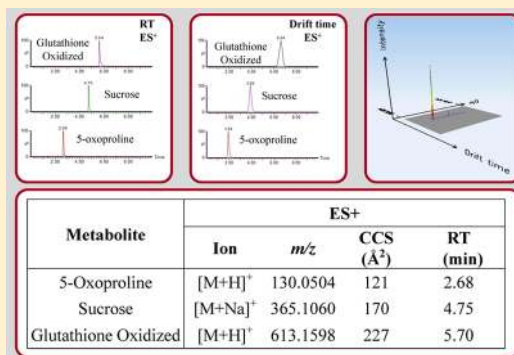 RT
ES+
Glutathione
Oxidized
Sucrose
5-oxoproline
Drift time
ES+
Glutathione
Oxidized
Sucrose
5-oxoproline
Intensity
m/z
Drift time
ES+
Metabolite Ion m/z CCS (Å²) RT (min)
5-Oxoproline [M+H]+ 130.0504 121 2.68
Sucrose [M+Na]+ 365.1060 170 4.75
Glutathione Oxidized [M+H]+ 613.1598 227 5.70